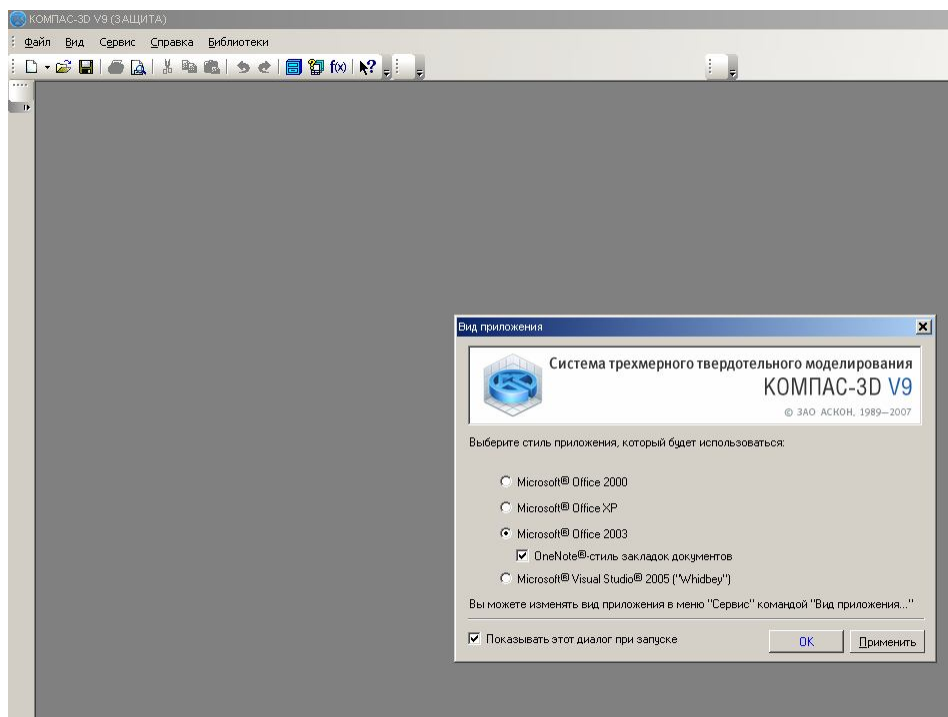 КОМПАС-3D V9 (ЗАЩИТА)
Файл Вид Сервис Справка Библиотеки
f(x)
Вид приложения
Система трехмерного твердотельного моделирования
КОМПАС-3D V9
© ЗАО АСКОН, 1989—2007
Выберите стиль приложения, который будет использоваться:
Microsoft® Office 2000
Microsoft® Office XP
Microsoft® Office 2003
OneNote®-стиль закладок документов
Microsoft® Visual Studio® 2005 ("Whidbey")
Вы можете изменять вид приложения в меню "Сервис" командой "Вид приложения..."
Показывать этот диалог при запуске
OK Применить